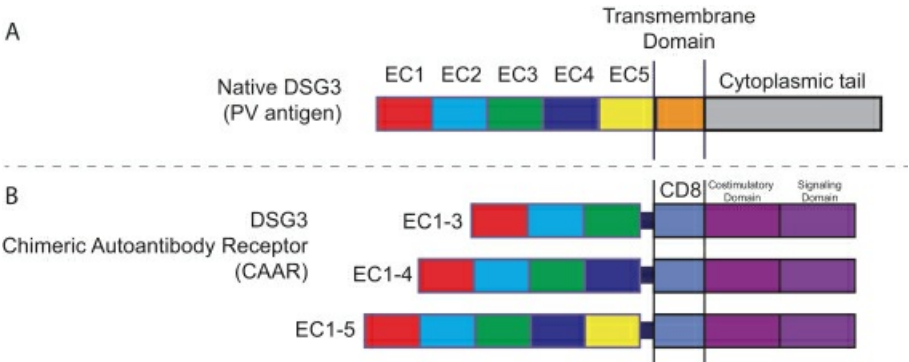 A
Transmembrane
Domain
EC1 EC2 EC3 EC4 EC5
Cytoplasmic tail
Native DSG3
(PV antigen)
B
DSG3
Chimeric Autoantibody Receptor
(CAAR)
CD8
Costimulatory
Domain
Signaling
Domain
EC1-3
EC1-4
EC1-5